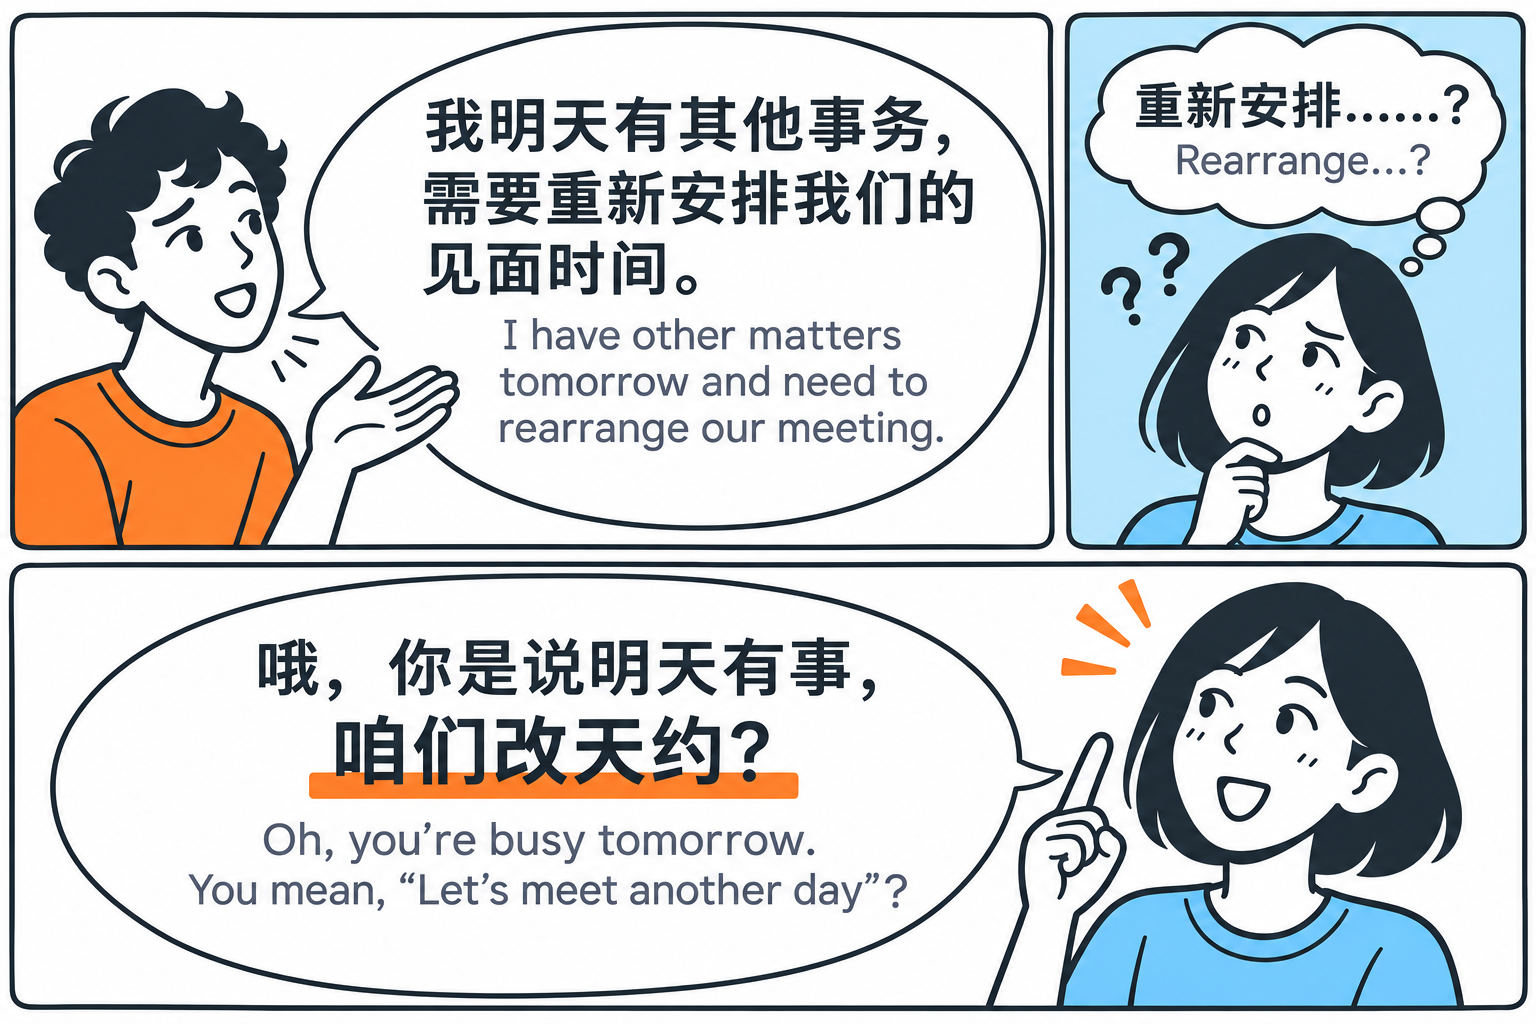 我明天有其他事务，
需要重新安排我们的
见面时间。
I have other matters
tomorrow and need to
rearrange our meeting.
重新安排……?
Rearrange...?
??
哦，你是说明天有事，
咱们改天约?
Oh, you’re busy tomorrow.
You mean, “Let’s meet another day”?